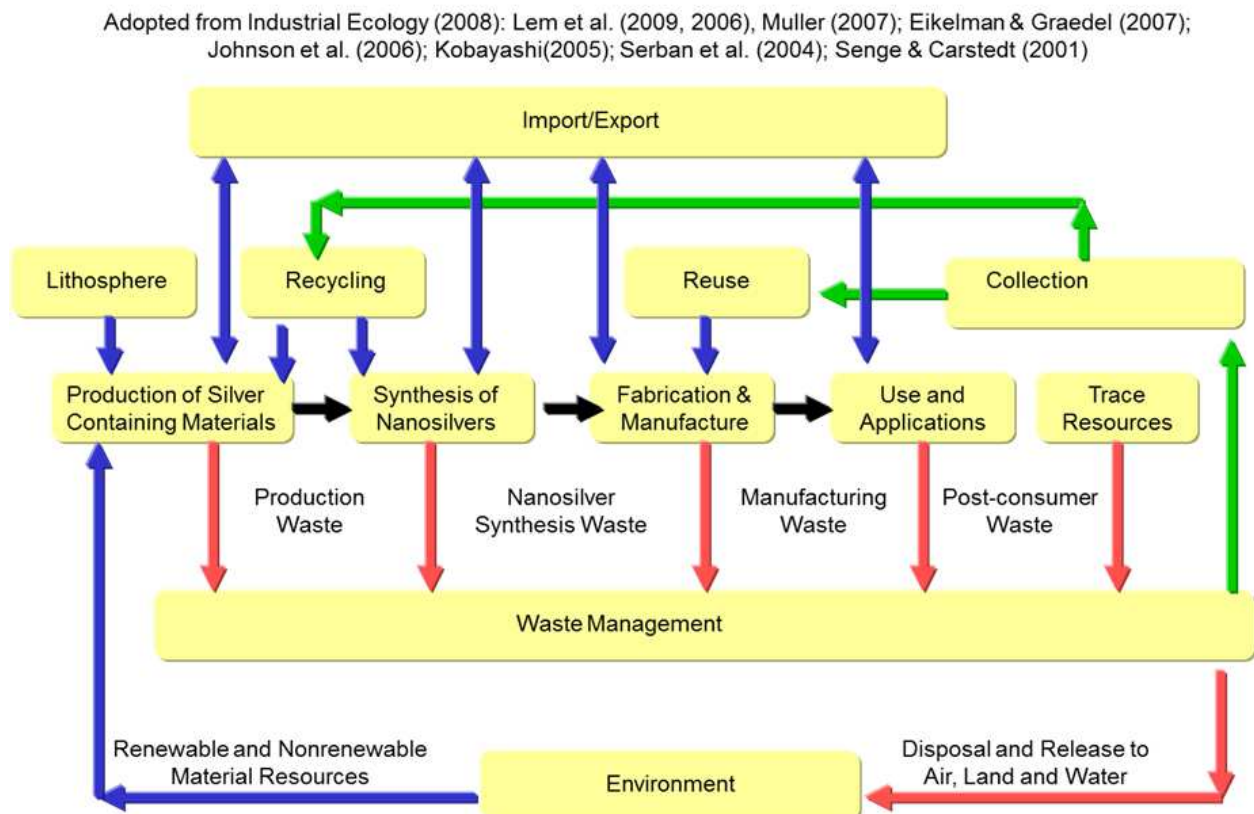 Adopted from Industrial Ecology (2008): Lem et al. (2009, 2006), Muller (2007); Eikelman & Graedel (2007);
Johnson et al. (2006); Kobayashi(2005); Serban et al. (2004); Senge & Carstedt (2001)
Import/Export
Lithosphere
Recycling
Reuse
Collection
Production of Silver
Containing Materials
Synthesis of
Nanosilvers
Fabrication &
Manufacture
Use and
Applications
Trace
Resources
Production
Waste
Nanosilver
Synthesis Waste
Manufacturing
Waste
Post-consumer
Waste
Waste Management
Renewable and Nonrenewable
Material Resources
Environment
Disposal and Release to
Air, Land and Water